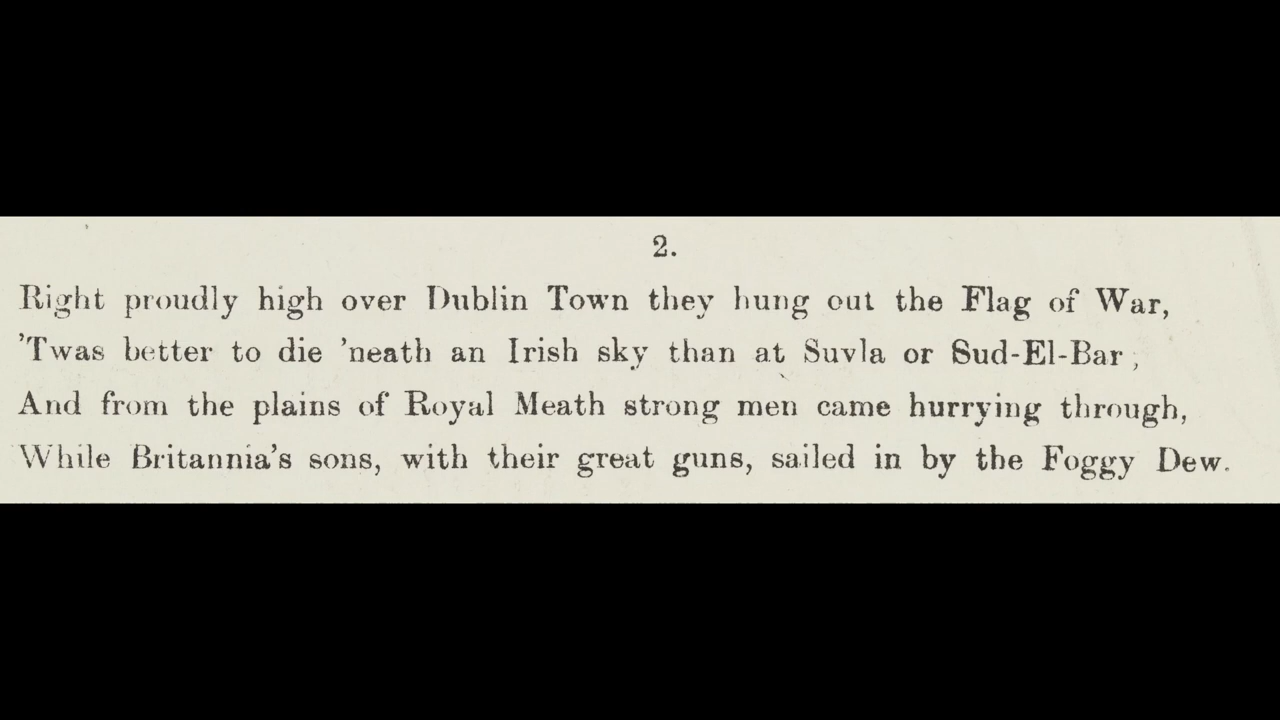 2.
Right proudly high over Dublin Town they hung out the Flag of War,
'Twas better to die 'neath an Irish sky than at Suvla or Sud-El-Bar;
And from the plains of Royal Meath strong men came hurrying through,
While Britannia's sons, with their great guns, sailed in by the Foggy Dew.